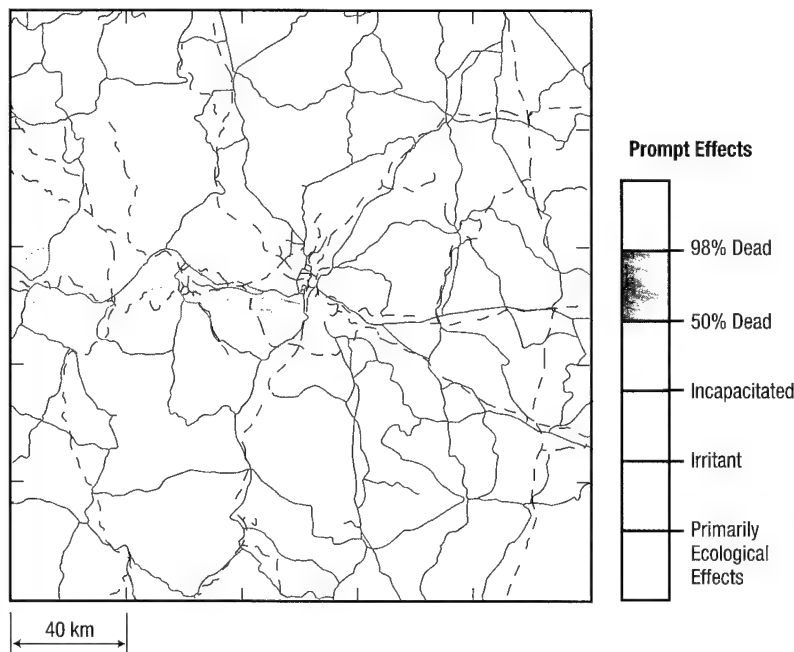 Prompt Effects
98% Dead
50% Dead
Incapacitated
Irritant
Primarily
Ecological
Effects
40 km